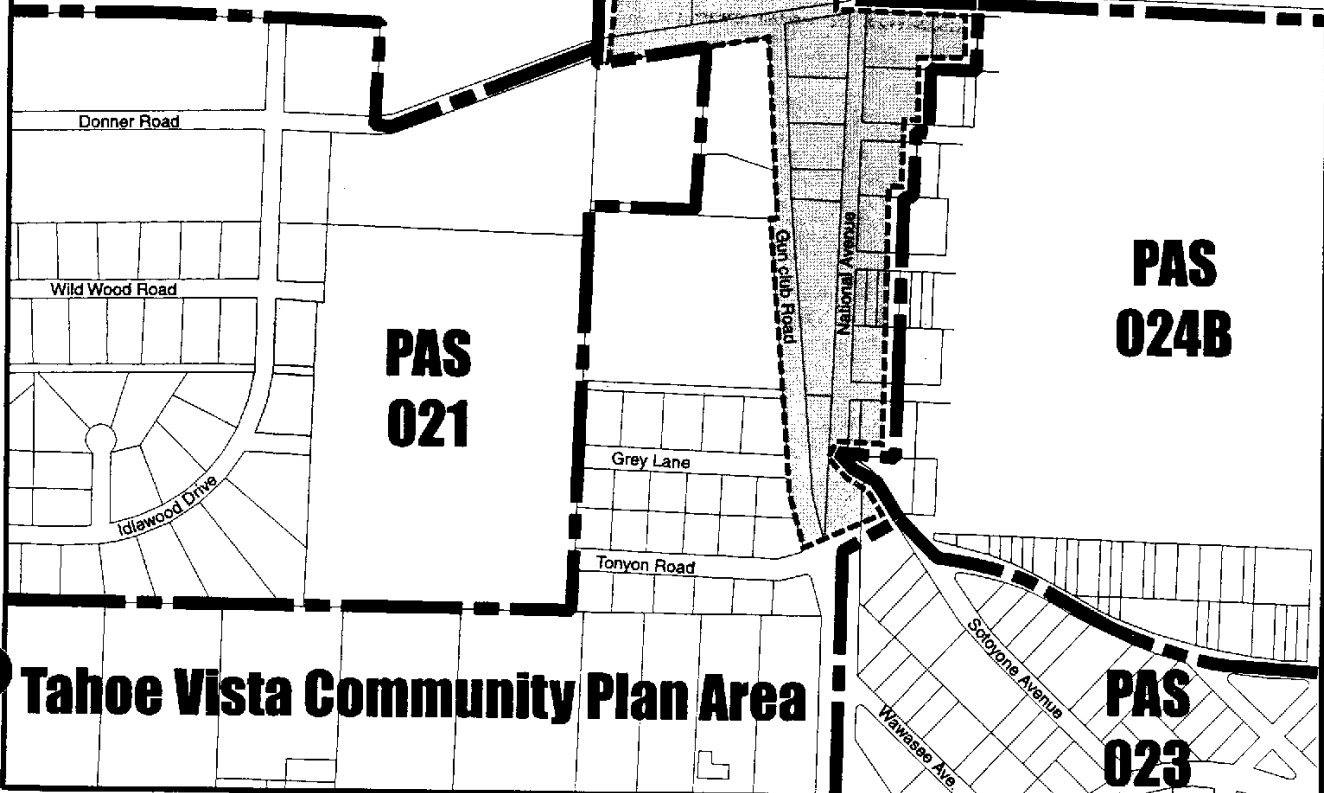 Donner Road
Wild Wood Road
PAS
021
Idlewood Drive
Gun club Road
National Avenue
PAS
024B
Grey Lane
Tonyon Road
Tahoe Vista Community Plan Area
Sotoyone Avenue
Wawasee Ave.
PAS
023